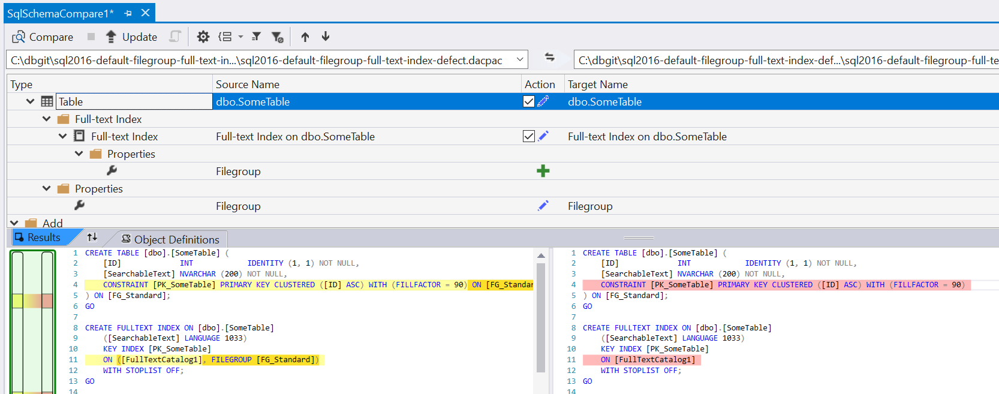 SqlSchemaCompare1*
Compare Update
C:\dbgit\sql2016-default-filegroup-full-text-in...\sql2016-default-filegroup-full-text-index-defect.dacpac C:\dbgit\sql2016-default-filegroup-full-text-index-def...\sql2016-default-filegroup-full-te
Type Source Name Action Target Name
Table dbo.SomeTable dbo.SomeTable
Full-text Index
Full-text Index Full-text Index on dbo.SomeTable Full-text Index on dbo.SomeTable
Properties
Filegroup
Properties
Filegroup Filegroup
Add
Results Object Definitions
1 CREATE TABLE [dbo].[SomeTable] (
2 [ID] INT IDENTITY (1, 1) NOT NULL,
3 [SearchableText] NVARCHAR (200) NOT NULL,
4 CONSTRAINT [PK_SomeTable] PRIMARY KEY CLUSTERED ([ID] ASC) WITH (FILLFACTOR = 90) ON [FG_Standar
5 ) ON [FG_Standard];
6 GO
7
8 CREATE FULLTEXT INDEX ON [dbo].[SomeTable]
9 ([SearchableText] LANGUAGE 1033)
10 KEY INDEX [PK_SomeTable]
11 ON ([FullTextCatalog1], FILEGROUP [FG_Standard])
12 WITH STOPLIST OFF;
13 GO
14
1 CREATE TABLE [dbo].[SomeTable] (
2 [ID] INT IDENTITY (1, 1) NOT NULL,
3 [SearchableText] NVARCHAR (200) NOT NULL,
4 CONSTRAINT [PK_SomeTable] PRIMARY KEY CLUSTERED ([ID] ASC) WITH (FILLFACTOR = 90)
5 ) ON [FG_Standard];
6 GO
7
8 CREATE FULLTEXT INDEX ON [dbo].[SomeTable]
9 ([SearchableText] LANGUAGE 1033)
10 KEY INDEX [PK_SomeTable]
11 ON [FullTextCatalog1]
12 WITH STOPLIST OFF;
13 GO
14